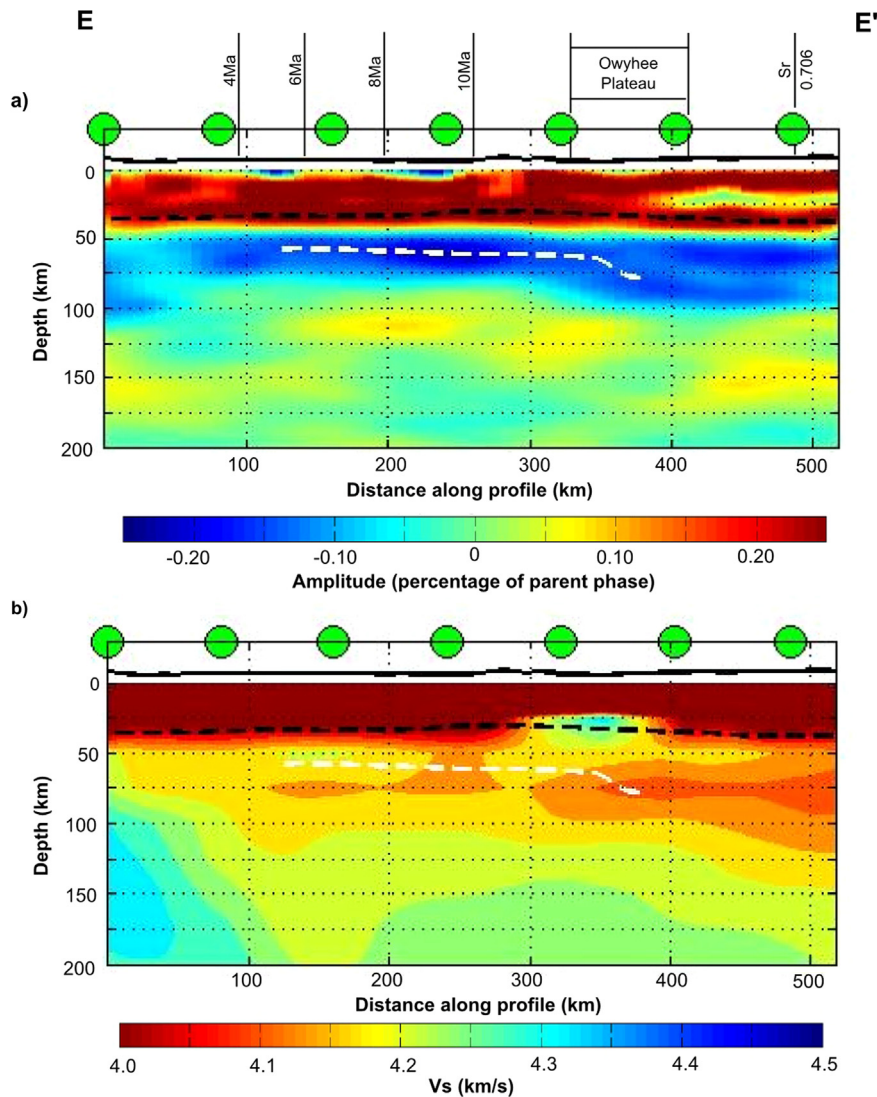 E
E'
4Ma
6Ma
8Ma
10Ma
Owyhee
Plateau
Sr
0.706
a)
0
50
100
150
200
Depth (km)
100
200
300
400
500
Distance along profile (km)
-0.20
-0.10
0
0.10
0.20
Amplitude (percentage of parent phase)
b)
0
50
100
150
200
Depth (km)
100
200
300
400
500
Distance along profile (km)
4.0
4.1
4.2
4.3
4.4
4.5
Vs (km/s)